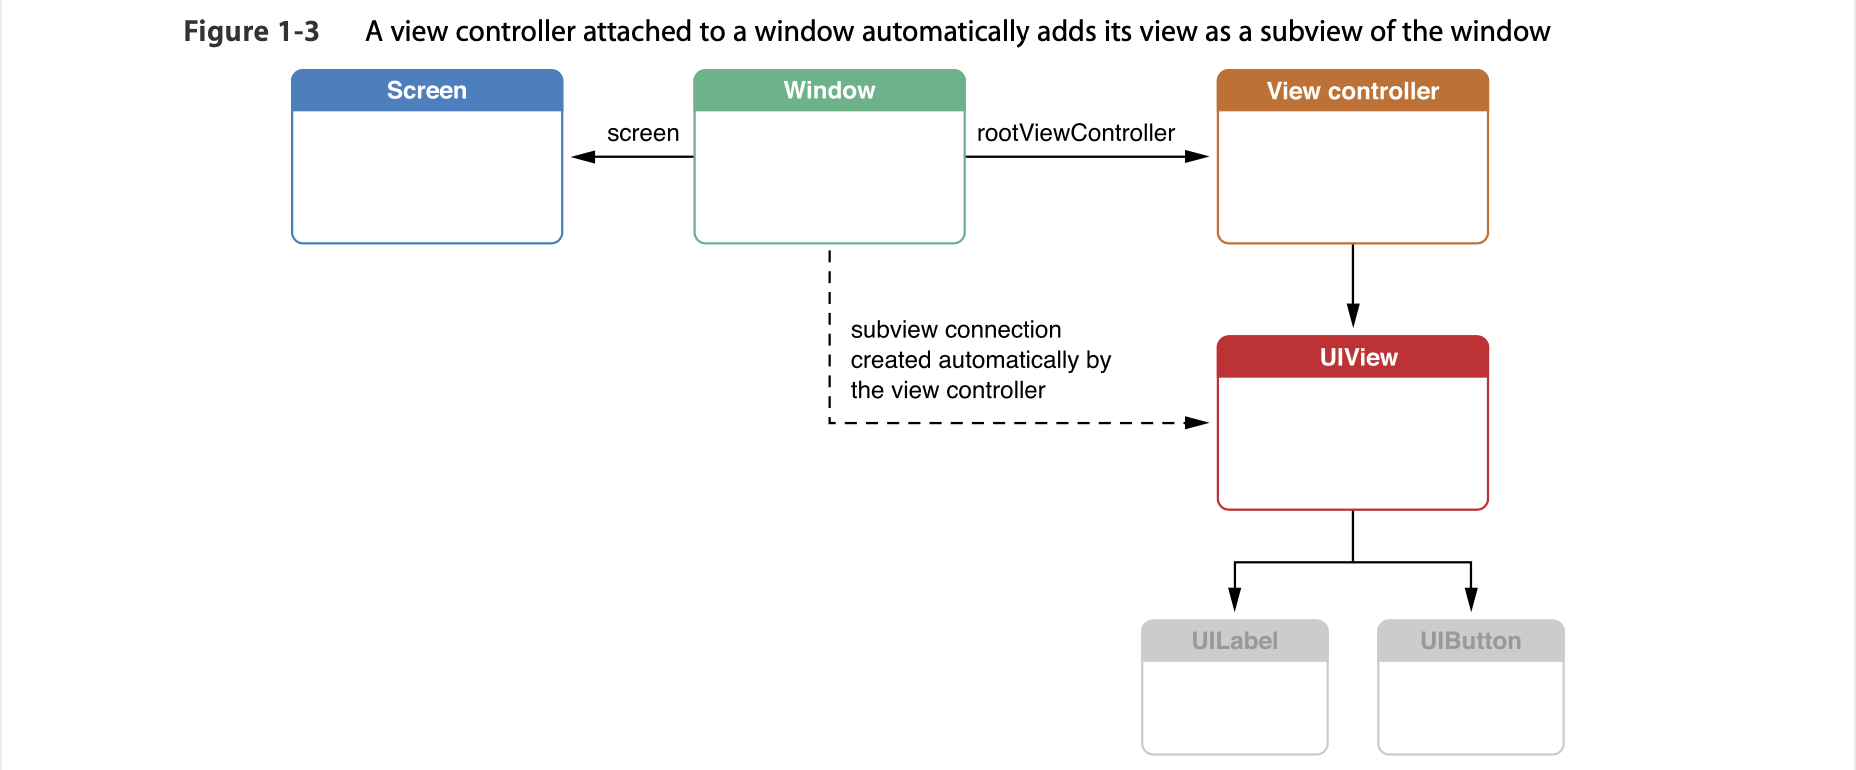 Figure 1-3 A view controller attached to a window automatically adds its view as a subview of the window
Screen
Window
View controller
screen
rootViewController
subview connection
created automatically by
the view controller
UIView
UILabel
UIButton